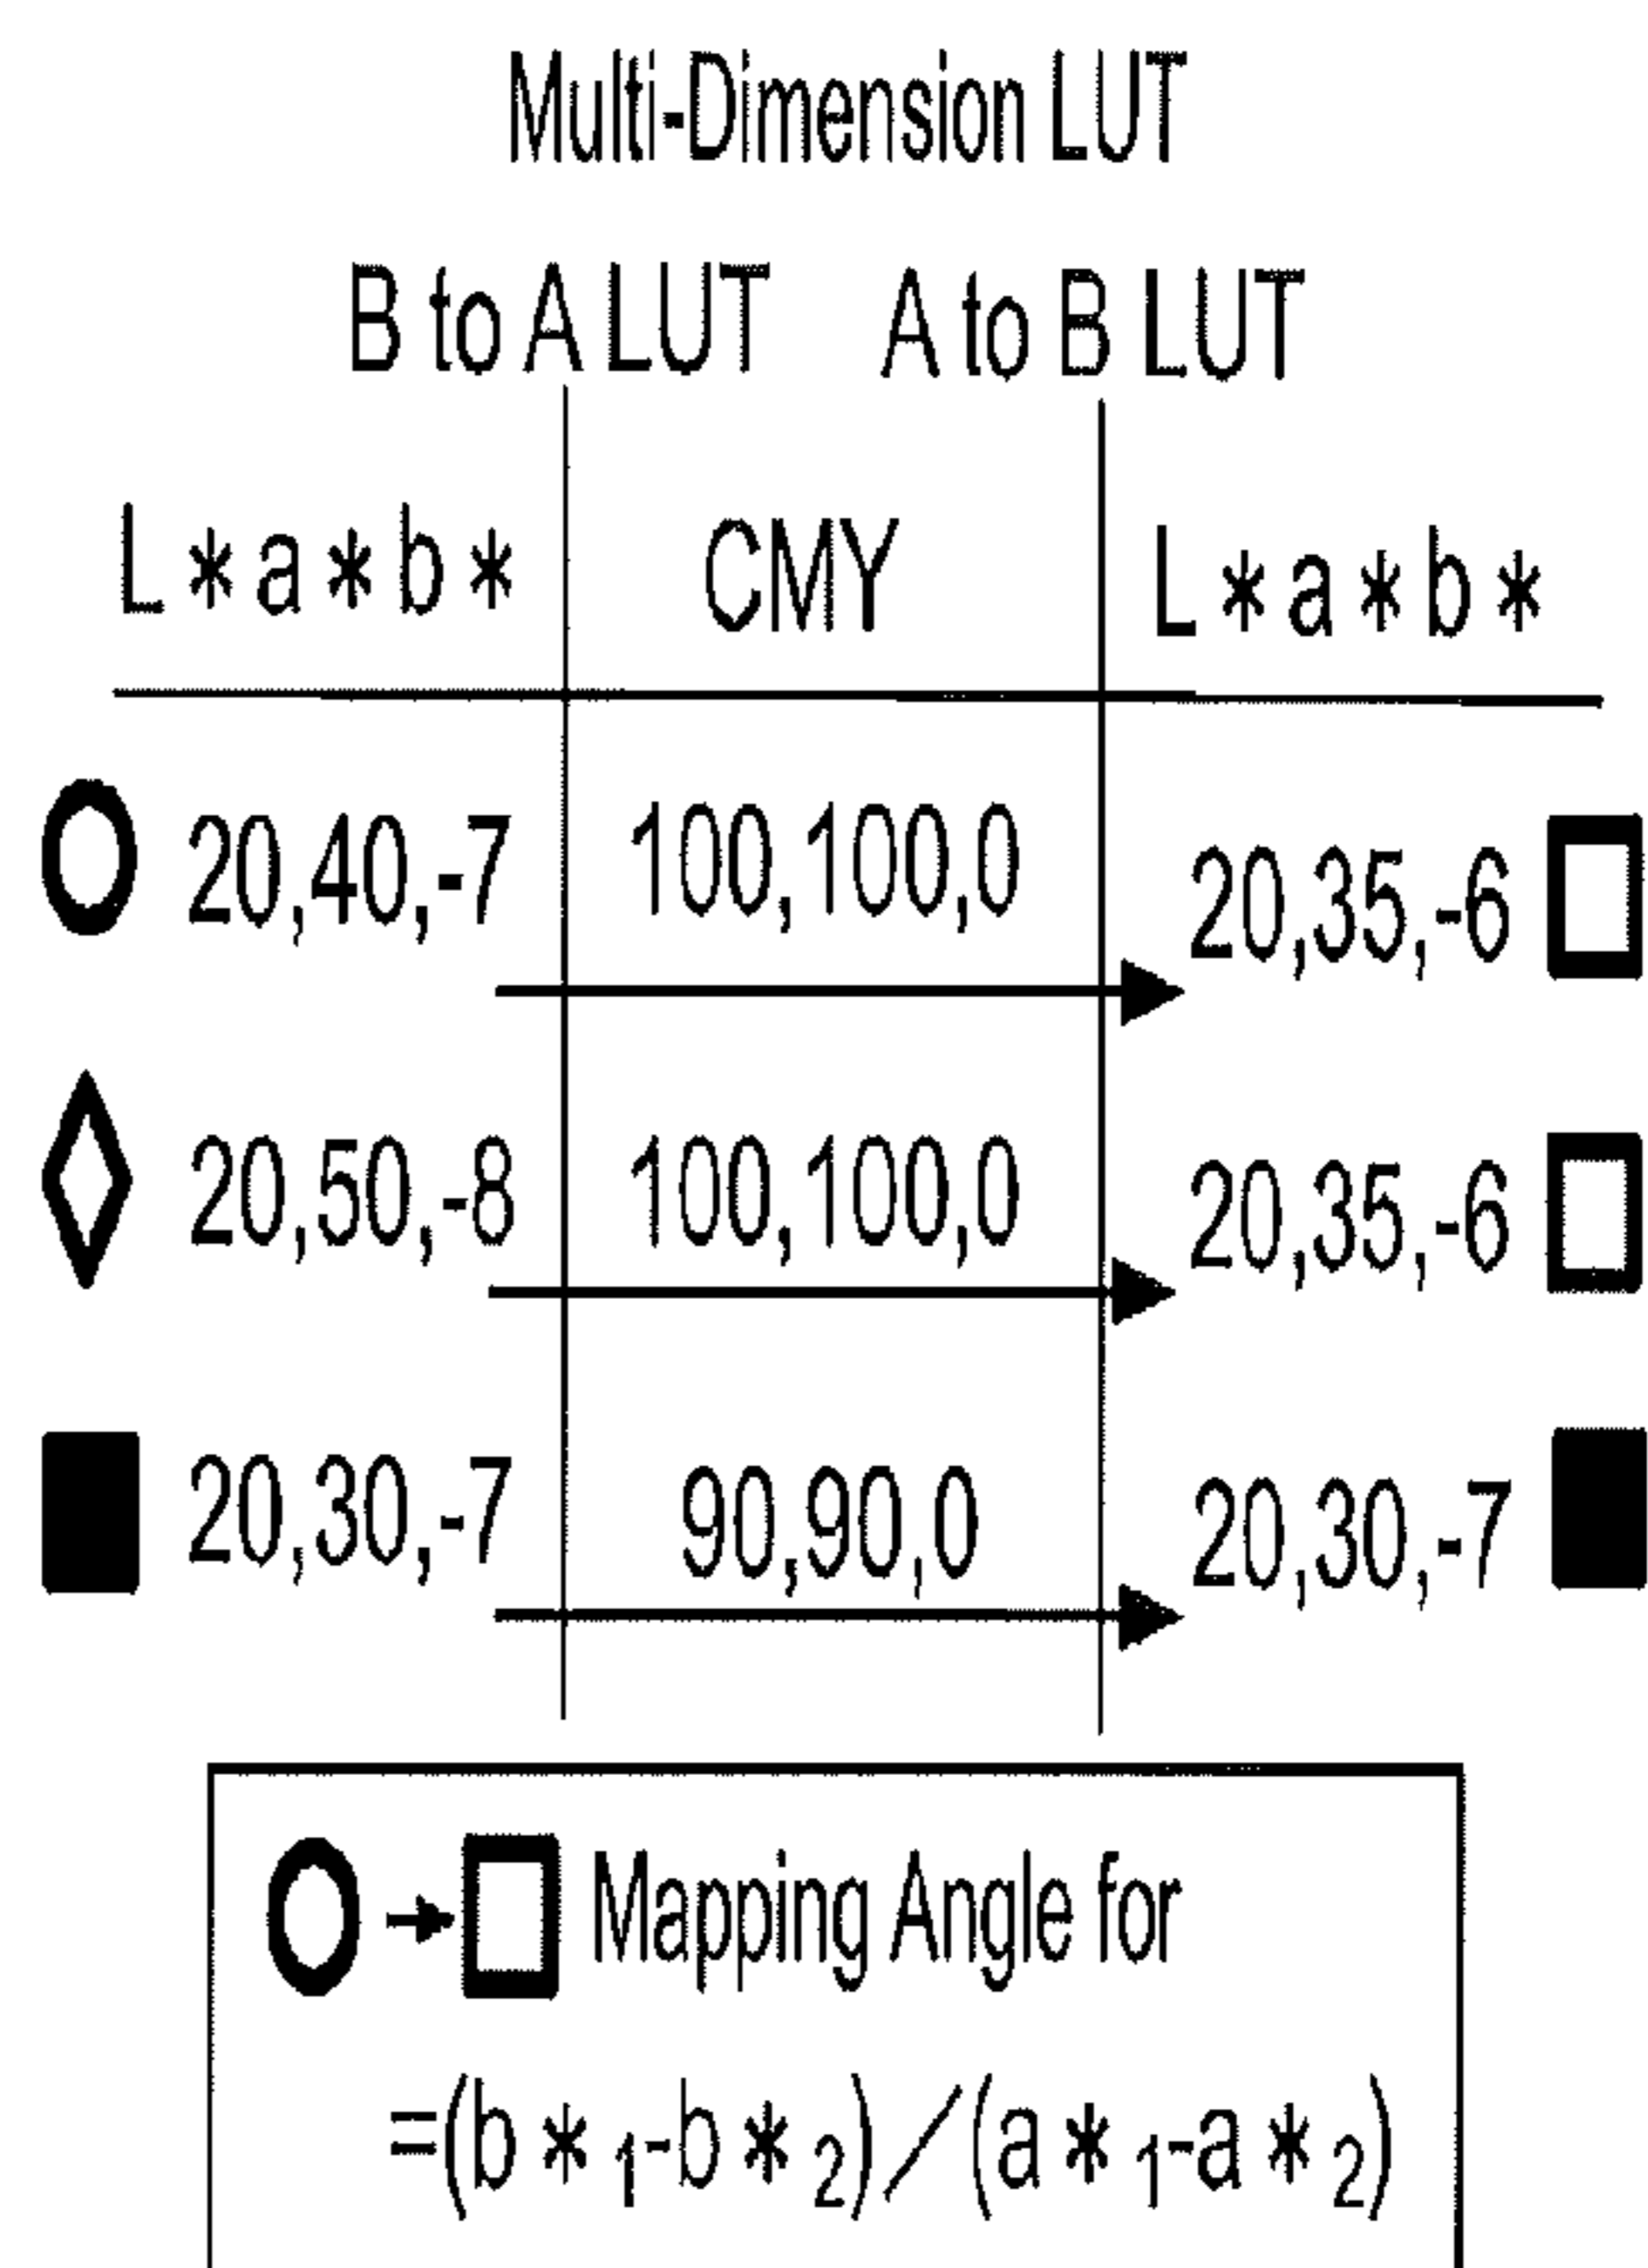 Multi-Dimension LUT
B to A LUT A to B LUT
L*a*b* CMY L*a*b*
20,40,-7 100,100,0 20,35,-6
20,50,-8 100,100,0 20,35,-6
20,30,-7 90,90,0 20,30,-7
Mapping Angle for
=(b*1-b*2)/(a*1-a*2)